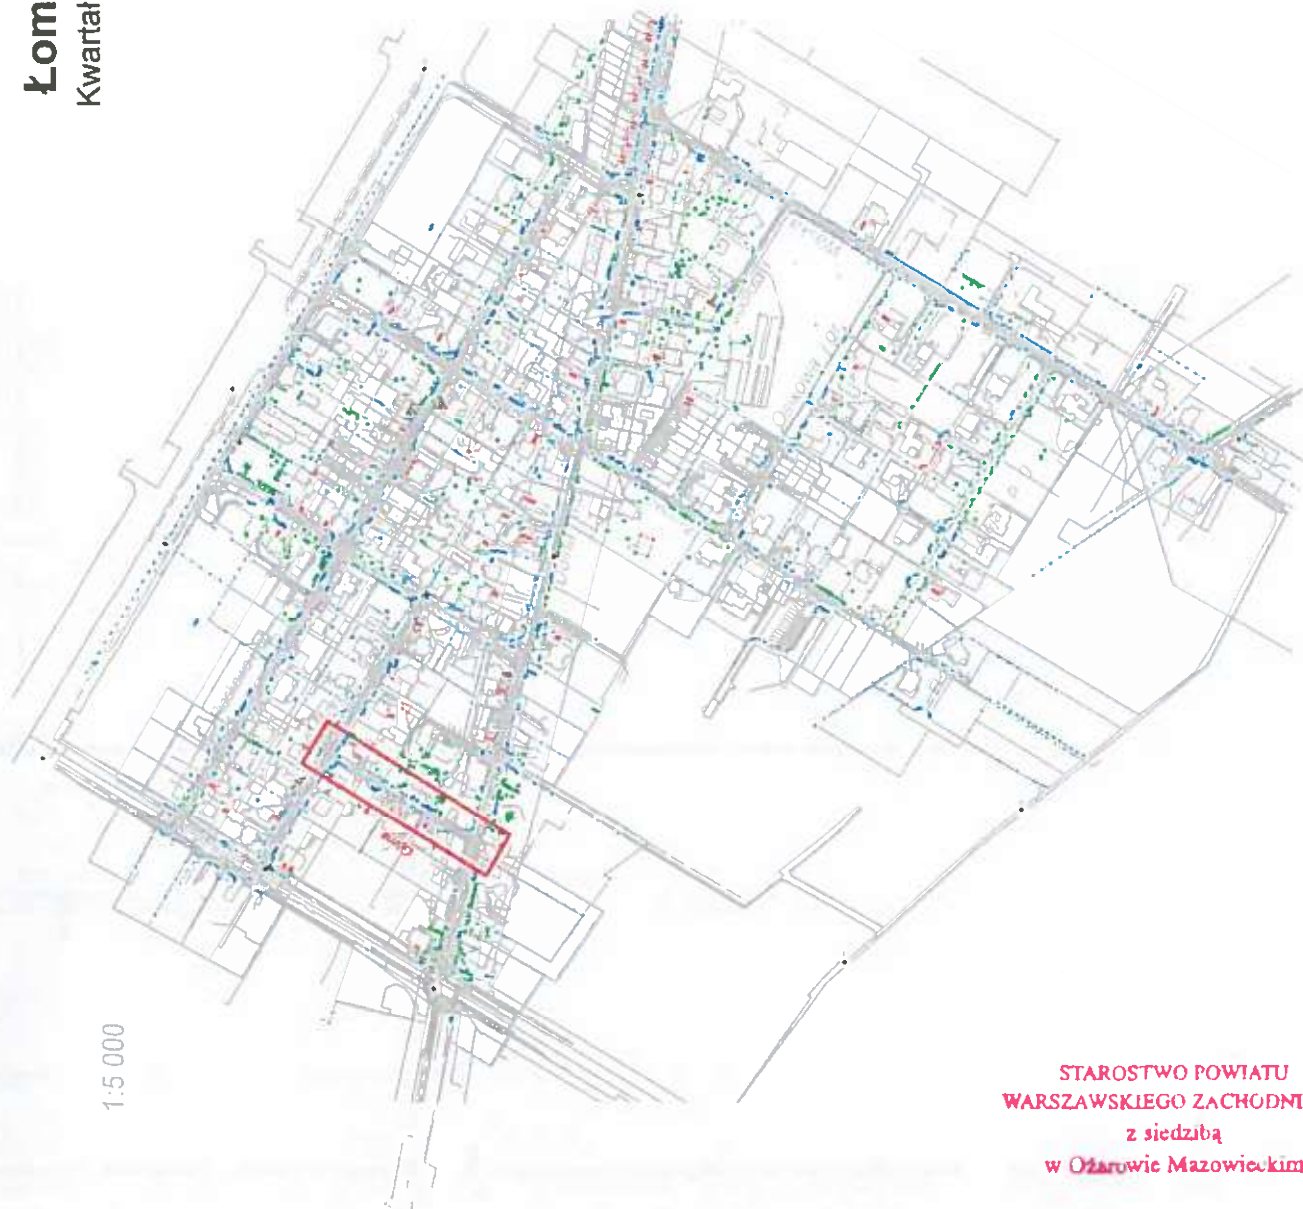 Łom
Kwartał
1:5 000
STAROSTWO POWIATU
WARSZAWSKIEGO ZACHODNI
z siedzibą
w Ożarowie Mazowieckim